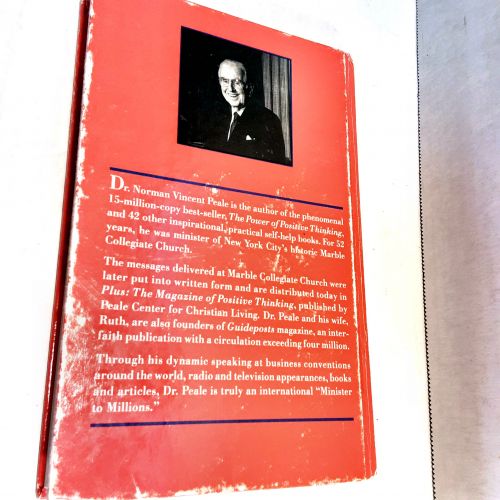 Dr. Norman Vincent Peale is the author of the phenomenal
15-million-copy best-seller, The Power of Positive Thinking,
and 42 other inspirational, practical self-help books. For 52
years, he was minister of New York City's historic Marble
Collegiate Church.
The messages delivered at Marble Collegiate Church were
later put into written form and are distributed today in
Plus: The Magazine of Positive Thinking, published by
Peale Center for Christian Living. Dr. Peale and his wife,
Ruth, are also founders of Guideposts magazine, an inter-
faith publication with a circulation exceeding four million.
Through his dynamic speaking at business conventions
around the world, radio and television appearances, books
and articles, Dr. Peale is truly an international "Minister
to Millions."